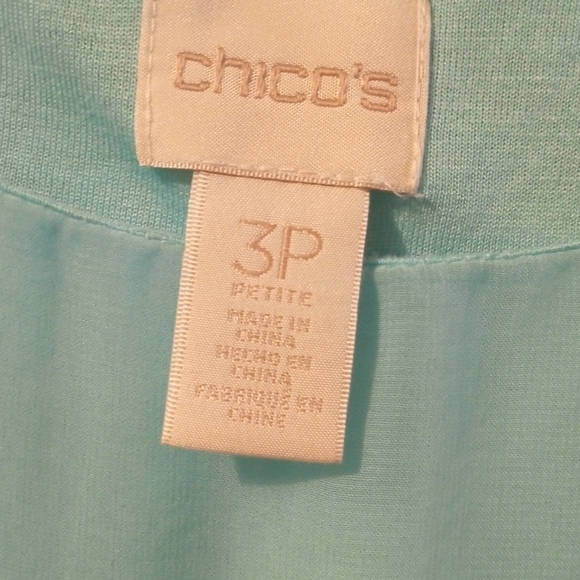 chico's
3P
PETITE
MADE IN
CHINA
HECHO EN
CHINA
FABRIQUÉ EN
CHINE